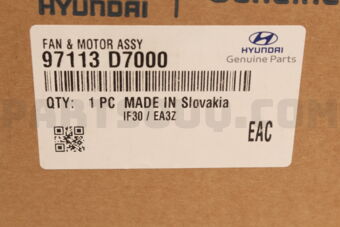 HYUNDAI
FAN & MOTOR ASSY
97113 D7000
HYUNDAI
Genuine Parts
QTY: 1 PC MADE IN Slovakia
IF30 / EA3Z
EAC